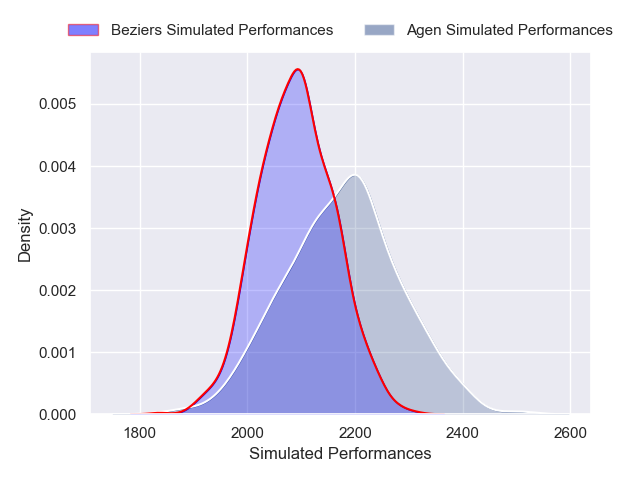 Beziers Simulated Performances Agen Simulated Performances
0.005
0.004
0.003
0.002
0.001
0.000
Density
1800 2000 2200 2400 2600
Simulated Performances